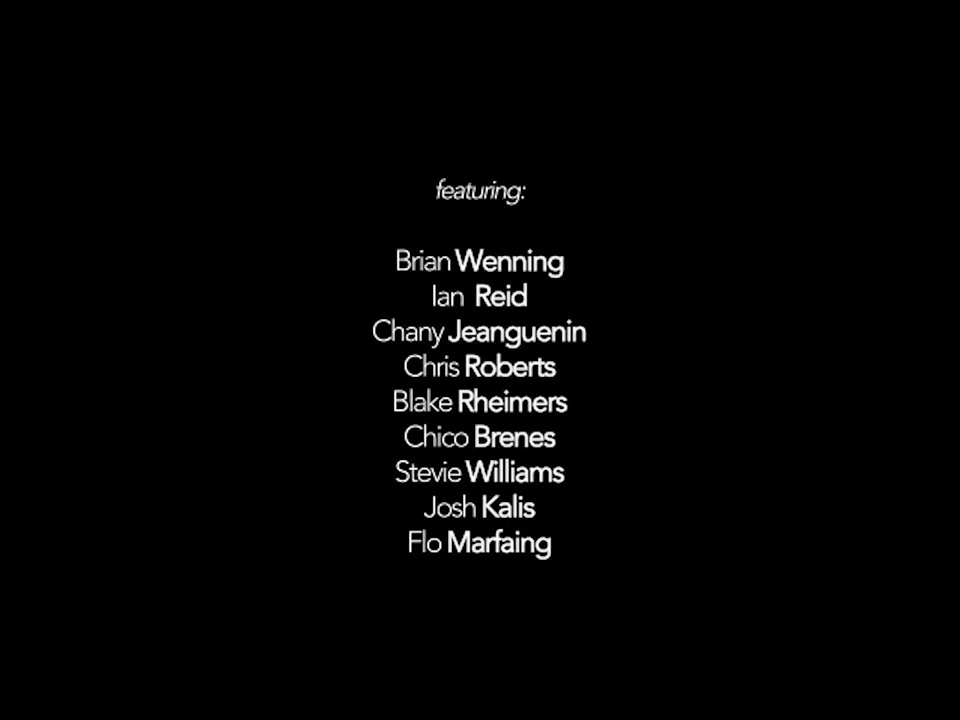 featuring:
Brian Wenning
Ian Reid
Chany Jeanguenin
Chris Roberts
Blake Rheimers
Chico Brenes
Stevie Williams
Josh Kalis
Flo Marfaing